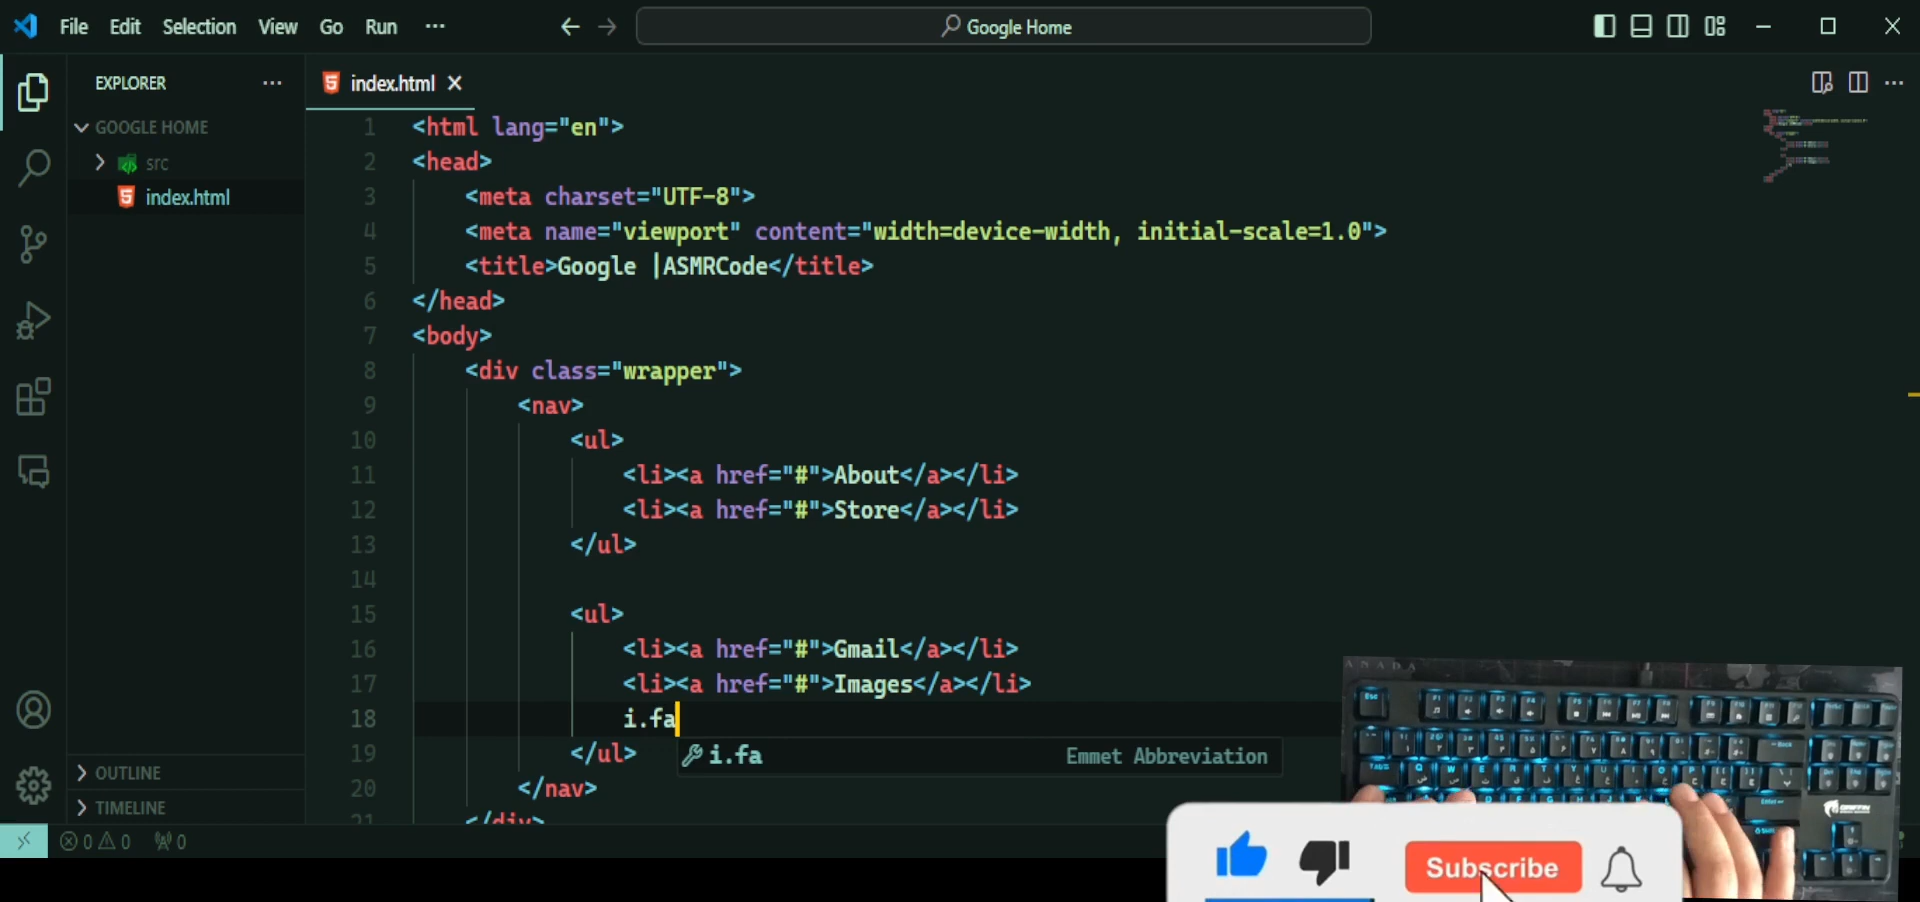 File Edit Selection View Go Run ···
Google Home
EXPLORER ···
index.html
GOOGLE HOME
src
index.html
1 <html lang="en">
2 <head>
3 <meta charset="UTF-8">
4 <meta name="viewport" content="width=device-width, initial-scale=1.0">
5 <title>Google |ASMRCode</title>
6 </head>
7 <body>
8 <div class="wrapper">
9 <nav>
10 <ul>
11 <li><a href="#">About</a></li>
12 <li><a href="#">Store</a></li>
13 </ul>
14
15 <ul>
16 <li><a href="#">Gmail</a></li>
17 <li><a href="#">Images</a></li>
18 i.fa
19 </ul>
i.fa Emmet Abbreviation
20 </nav>
21 </div>
OUTLINE
TIMELINE
0 0 0
Subscribe
Esc
GRIFFIN